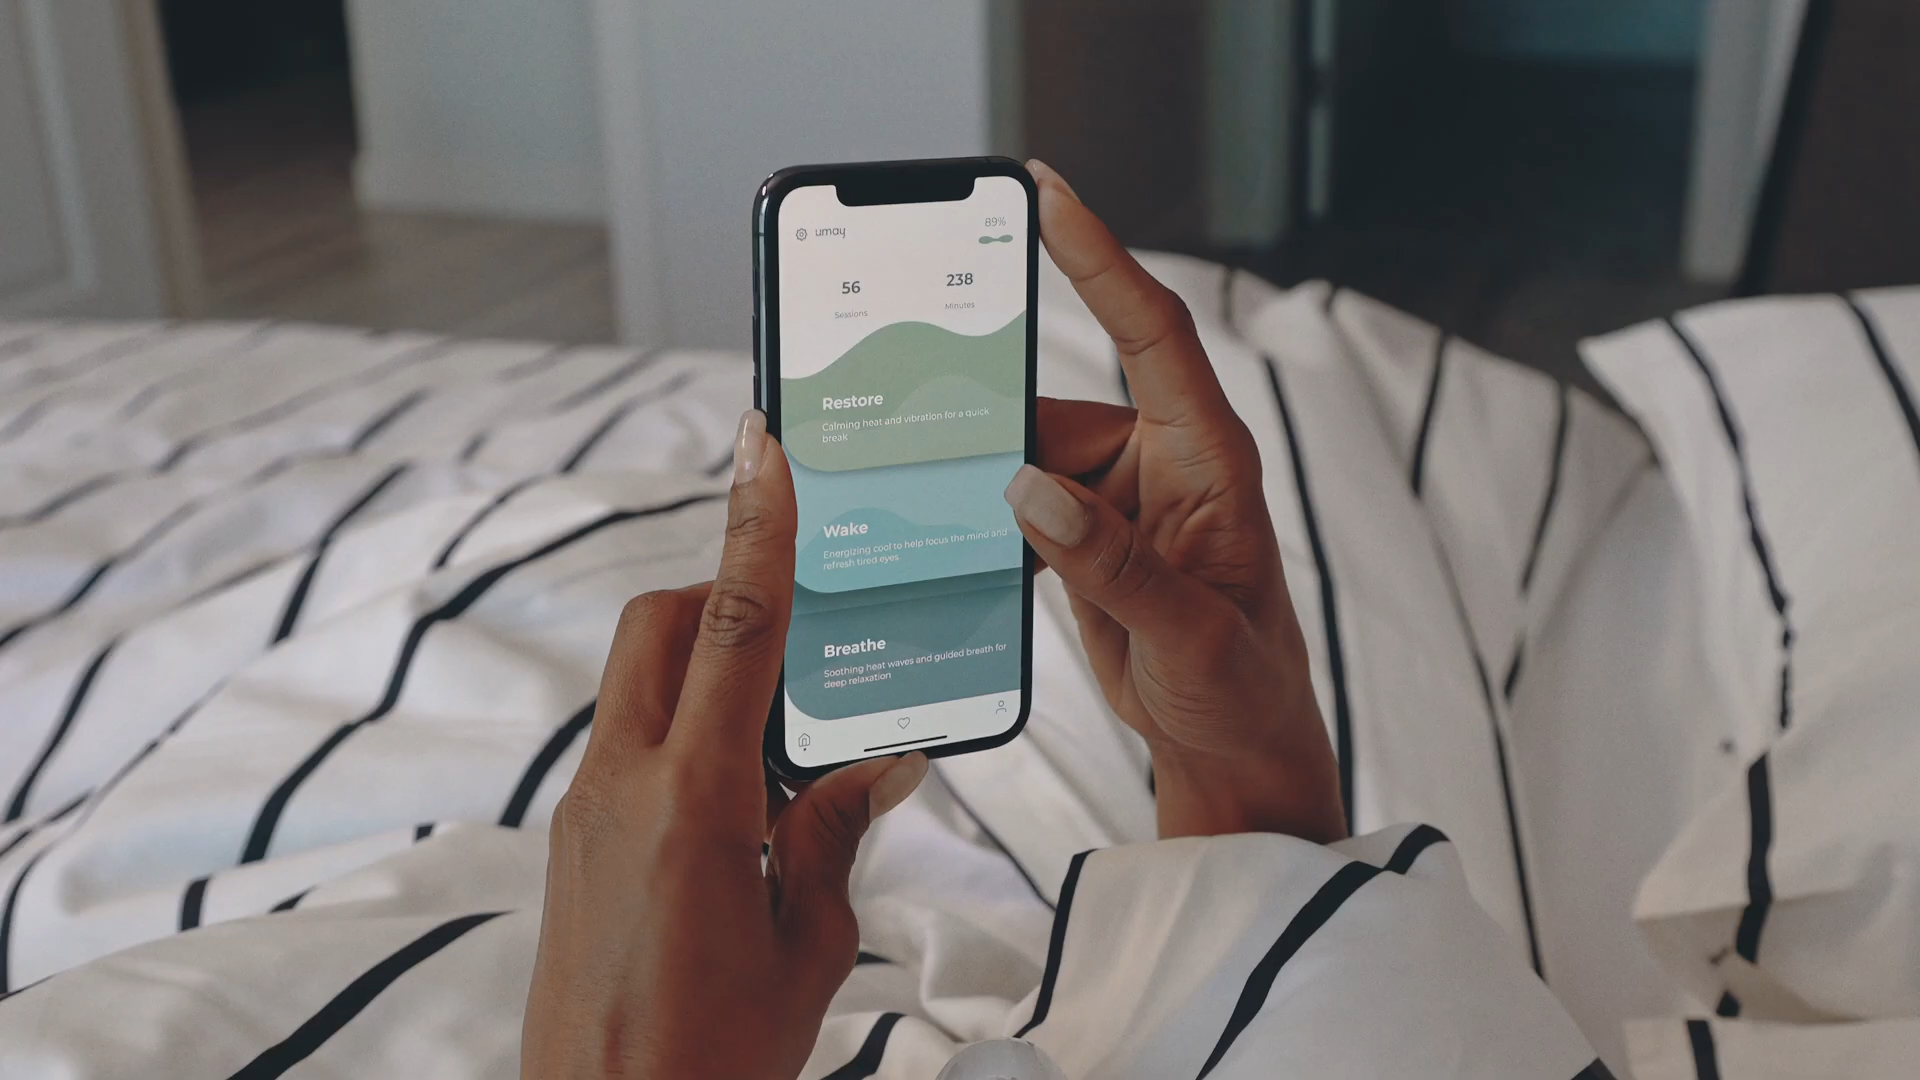 umay
89%
56
238
Sessions
Minutes
Restore
Calming heat and vibration for a quick
break
Wake
Energizing cool to help focus the mind and
refresh tired eyes
Breathe
Soothing heat waves and guided breath for
deep relaxation